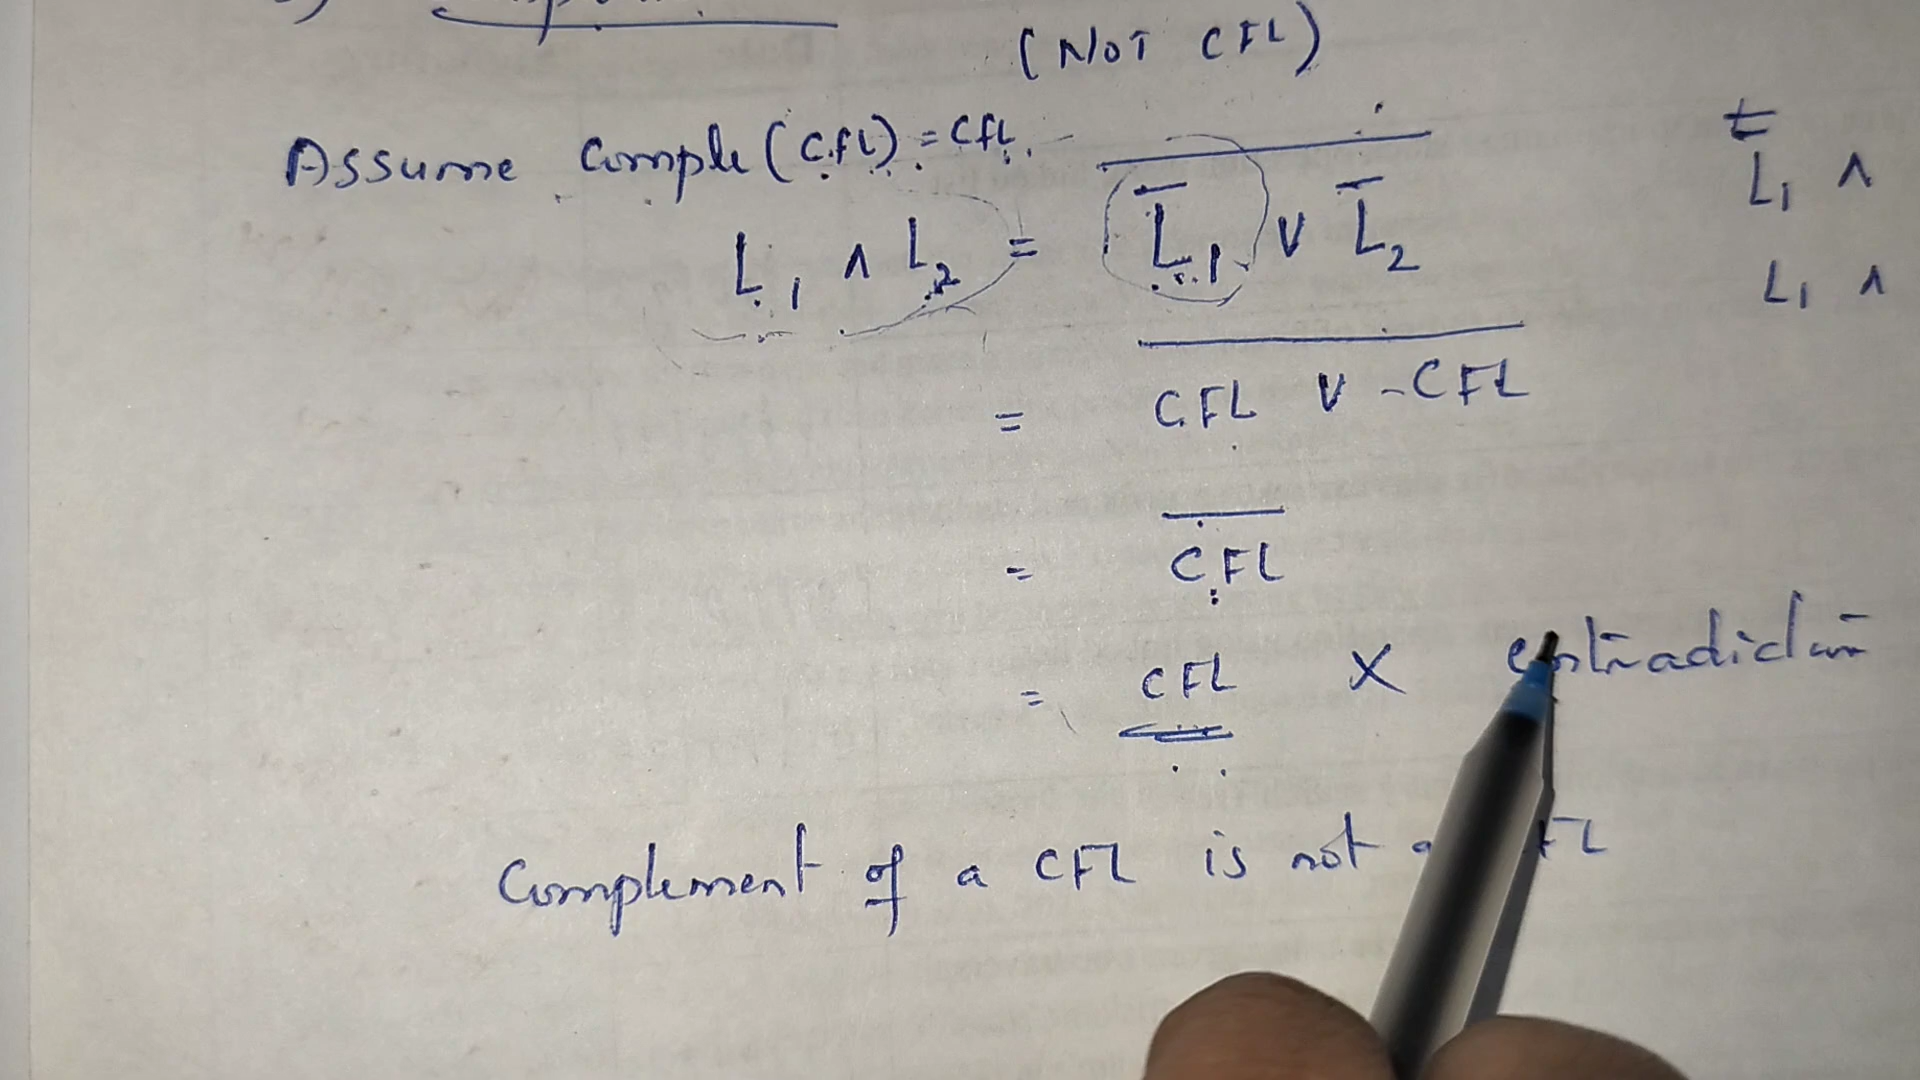 (NOT CFL)
Assume Comple(CFL) = CFL.
L1 ∧ L2 = L̅1 ∨ L̅2
= CFL ∨ CFL
= CFL
= CFL X contradiction
Complement of a CFL is not
L1 ∧
L1 ∧